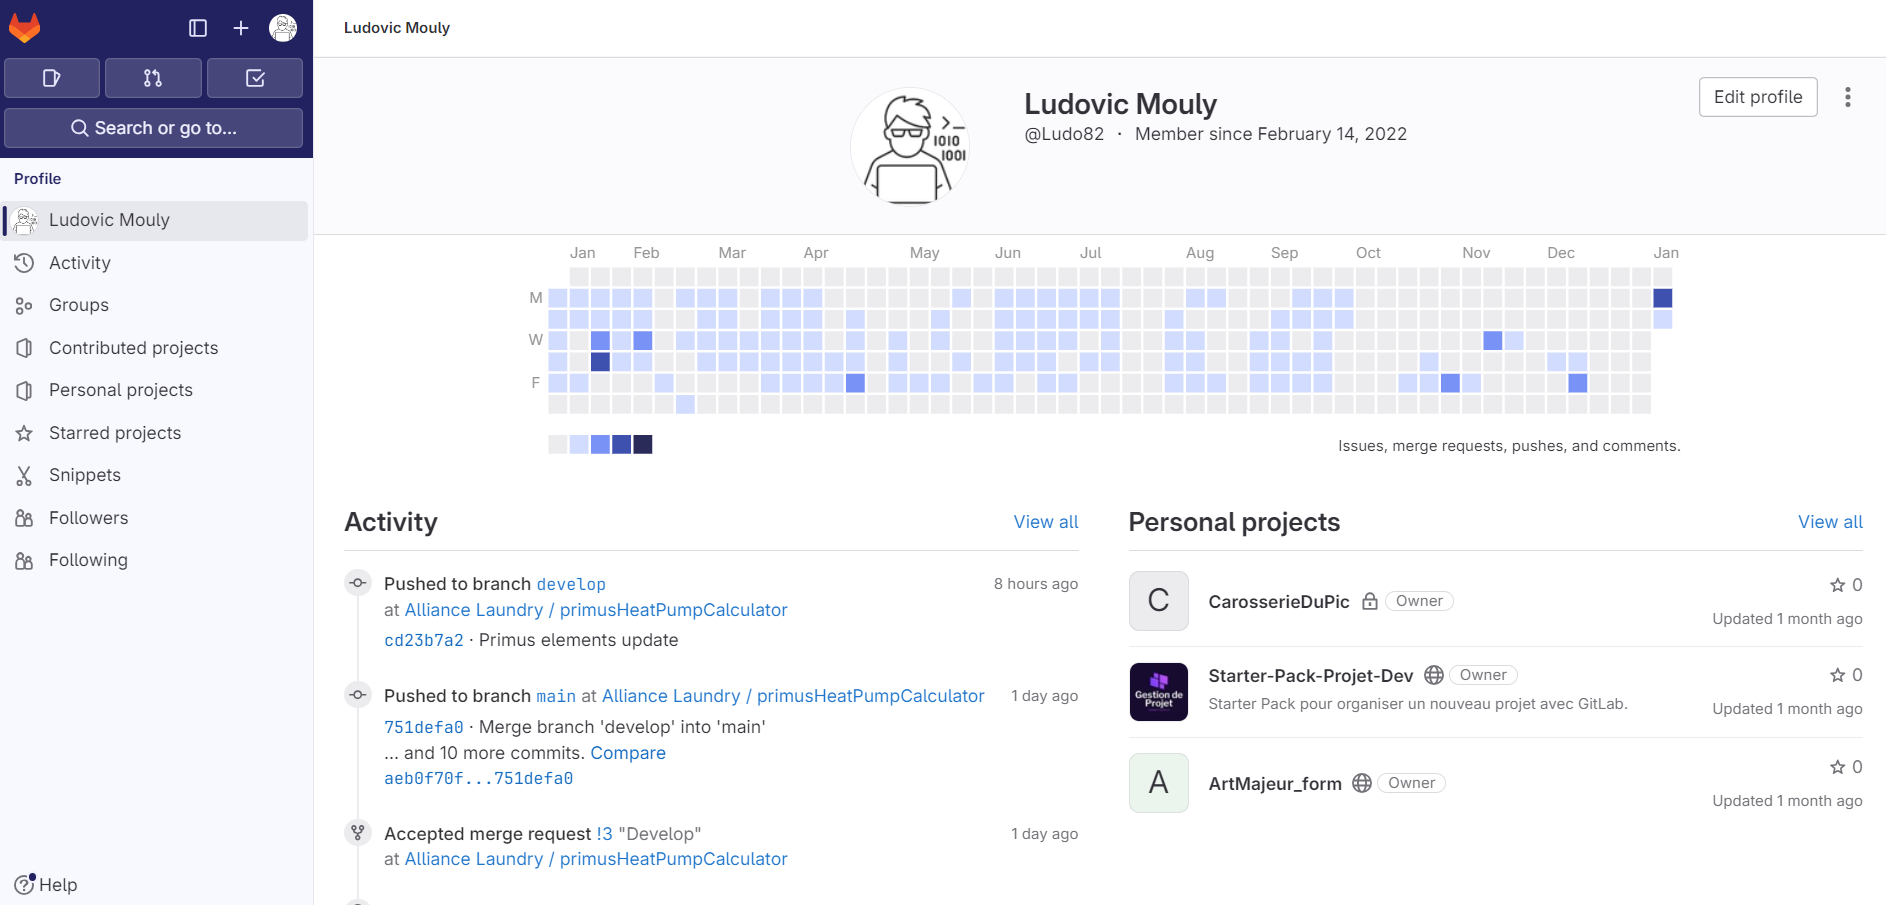 Ludovic Mouly
Search or go to...
Profile
Ludovic Mouly
Activity
Groups
Contributed projects
Personal projects
Starred projects
Snippets
Followers
Following
Help
1010
1001
Ludovic Mouly
@Ludo82 · Member since February 14, 2022
Edit profile
Jan Feb Mar Apr May Jun Jul Aug Sep Oct Nov Dec Jan
M
W
F
Issues, merge requests, pushes, and comments.
Activity
View all
Pushed to branch develop
8 hours ago
at Alliance Laundry / primusHeatPumpCalculator
cd23b7a2 · Primus elements update
Pushed to branch main at Alliance Laundry / primusHeatPumpCalculator
1 day ago
751defa0 · Merge branch 'develop' into 'main'
... and 10 more commits. Compare
aeb0f70f...751defa0
Accepted merge request !3 "Develop"
1 day ago
at Alliance Laundry / primusHeatPumpCalculator
Personal projects
View all
C
CarosserieDuPic Owner
0
Updated 1 month ago
Gestion de
Projet
Starter-Pack-Projet-Dev Owner
0
Starter Pack pour organiser un nouveau projet avec GitLab.
Updated 1 month ago
A
ArtMajeur_form Owner
0
Updated 1 month ago